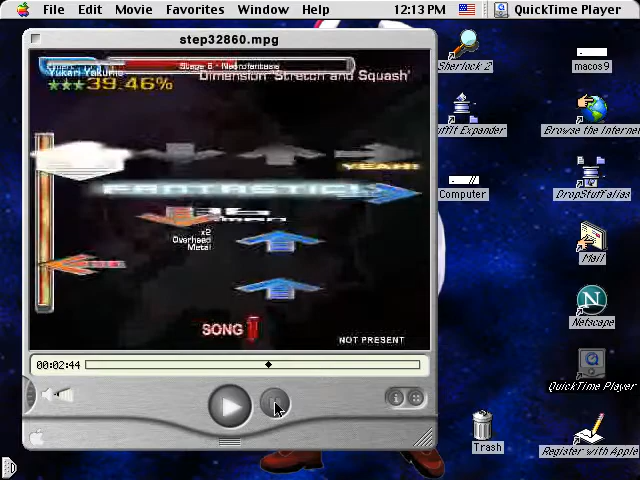 File Edit Movie Favorites Window Help
12:13 PM
QuickTime Player
step32860.mpg
Stage 6 - Necrofantasia
Yukari Yakumo
Dimension 'Stretch and Squash'
★★★39.46%
YEAH!
FANTASTIC!
x2
Overhead
Metal
SONG 1
NOT PRESENT
00:02:44
Sherlock 2
macos9
Browse the Internet
Computer
DropStuff alias
Mail
Netscape
QuickTime Player
Trash
Register with Apple